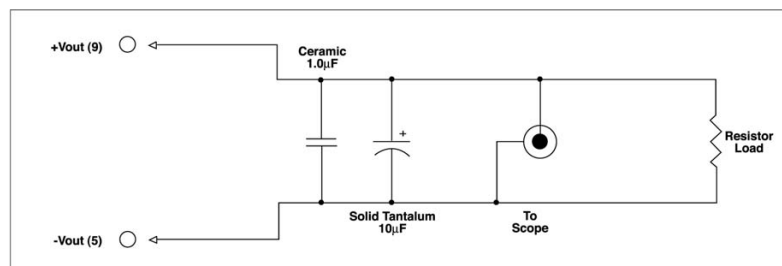 +Vout (9)
Ceramic
1.0µF
+
Resistor
Load
Solid Tantalum
10µF
To
Scope
-Vout (5)